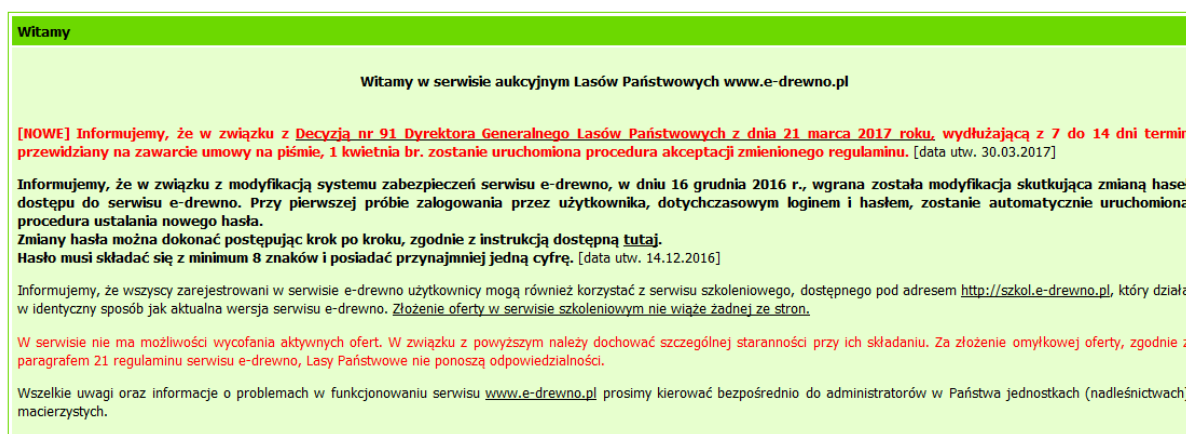 Witamy
Witamy w serwisie aukcyjnym Lasów Państwowych www.e-drewno.pl
[NOWE] Informujemy, że w związku z Decyzją nr 91 Dyrektora Generalnego Lasów Państwowych z dnia 21 marca 2017 roku, wydłużającą z 7 do 14 dni termin
przewidziany na zawarcie umowy na piśmie, 1 kwietnia br. zostanie uruchomiona procedura akceptacji zmienionego regulaminu. [data utw. 30.03.2017]
Informujemy, że w związku z modyfikacją systemu zabezpieczeń serwisu e-drewno, w dniu 16 grudnia 2016 r., wgrana została modyfikacja skutkująca zmianą haseł
dostępu do serwisu e-drewno. Przy pierwszej próbie zalogowania przez użytkownika, dotychczasowym loginem i hasłem, zostanie automatycznie uruchomiona
procedura ustalania nowego hasła.
Zmiany hasła można dokonać postępując krok po kroku, zgodnie z instrukcją dostępną tutaj.
Hasło musi składać się z minimum 8 znaków i posiadać przynajmniej jedną cyfrę. [data utw. 14.12.2016]
Informujemy, że wszyscy zarejestrowani w serwisie e-drewno użytkownicy mogą również korzystać z serwisu szkoleniowego, dostępnego pod adresem http://szkol.e-drewno.pl, który działa
w identyczny sposób jak aktualna wersja serwisu e-drewno. Złożenie oferty w serwisie szkoleniowym nie wiąże żadnej ze stron.
W serwisie nie ma możliwości wycofania aktywnych ofert. W związku z powyższym należy dochować szczególnej staranności przy ich składaniu. Za złożenie omyłkowej oferty, zgodnie z
paragrafem 21 regulaminu serwisu e-drewno, Lasy Państwowe nie ponoszą odpowiedzialności.
Wszelkie uwagi oraz informacje o problemach w funkcjonowaniu serwisu www.e-drewno.pl prosimy kierować bezpośrednio do administratorów w Państwa jednostkach (nadleśnictwach)
macierzystych.